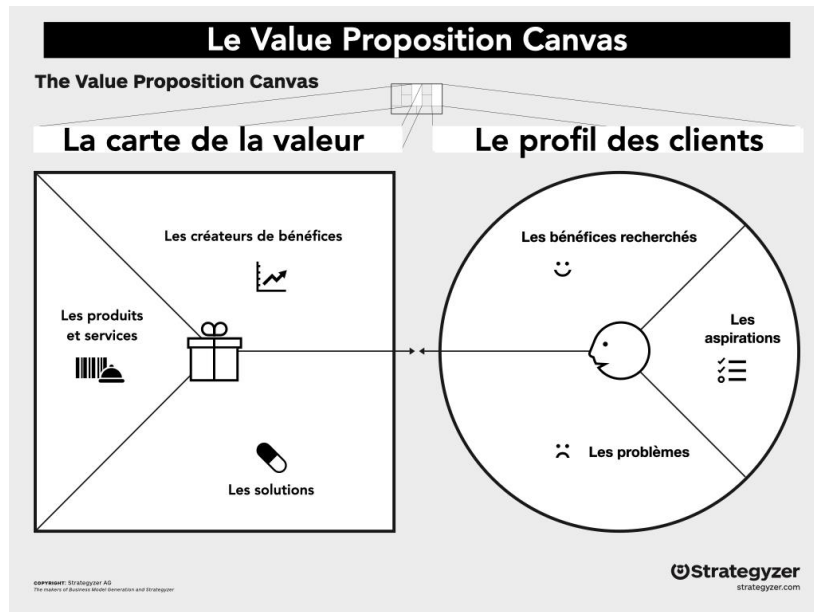 Le Value Proposition Canvas
The Value Proposition Canvas
La carte de la valeur
Le profil des clients
Les créateurs de bénéfices
Les produits
et services
Les solutions
Les bénéfices recherchés
Les
aspirations
Les problèmes
COPYRIGHT: Strategyzer AG
The makers of Business Model Generation and Strategyzer
Strategyzer
strategyzer.com